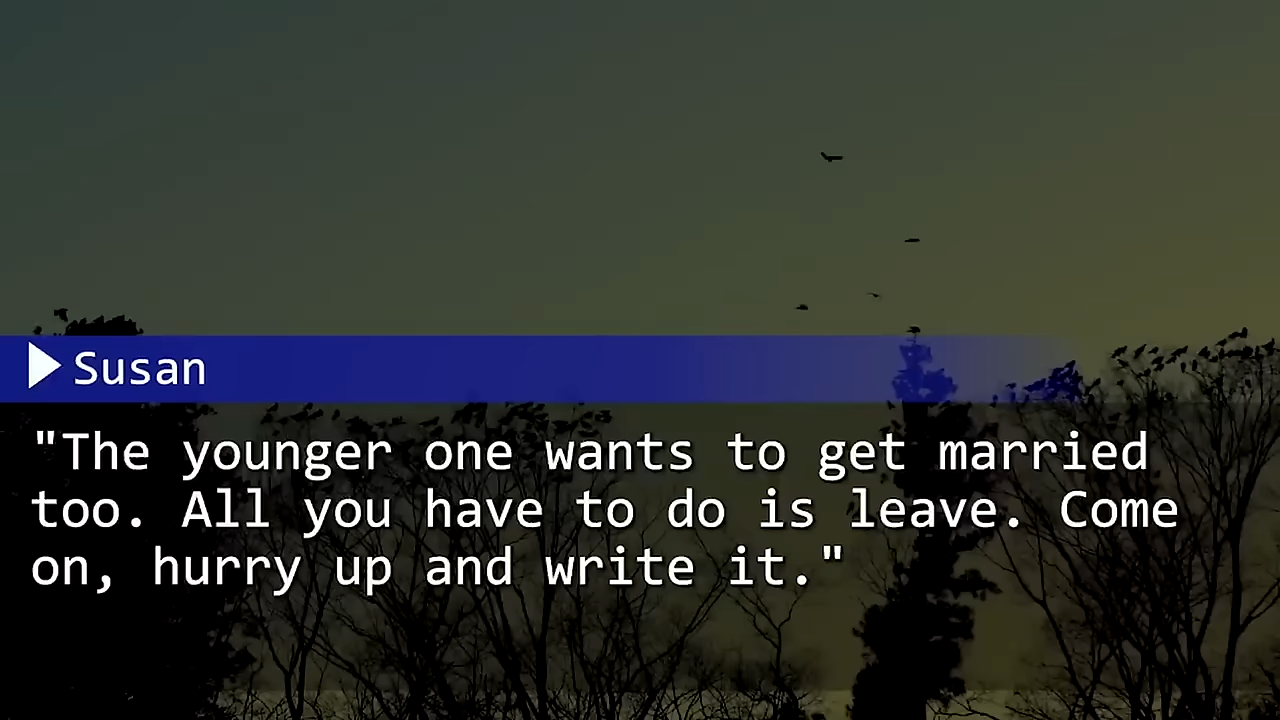 Susan
"The younger one wants to get married
too. All you have to do is leave. Come
on, hurry up and write it."